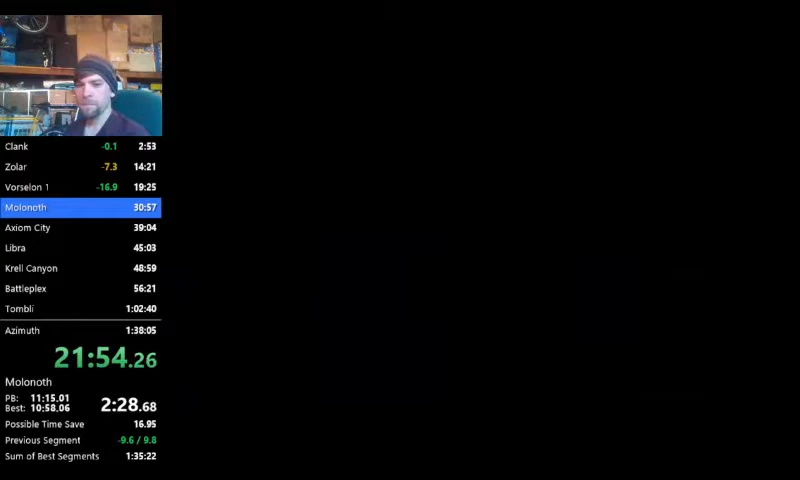 Clank -0.1 2:53
Zolar -7.3 14:21
Vorselon 1 -16.9 19:25
Molonoth 30:57
Axiom City 39:04
Libra 45:03
Krell Canyon 48:59
Battleplex 56:21
Tombli 1:02:40
Azimuth 1:38:05
21:54.26
Molonoth
PB: 11:15.01
Best: 10:58.06
2:28.68
Possible Time Save 16.95
Previous Segment -9.6 / 9.8
Sum of Best Segments 1:35:22